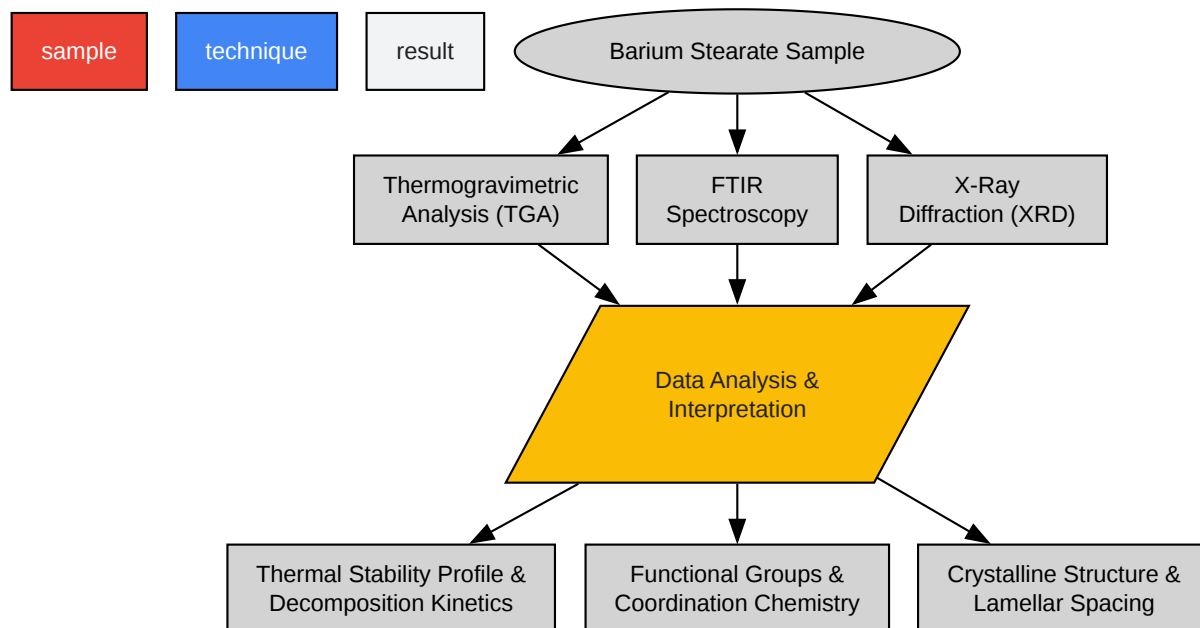 sample
technique
result
Barium Stearate Sample
Thermogravimetric
Analysis (TGA)
FTIR
Spectroscopy
X-Ray
Diffraction (XRD)
Data Analysis &
Interpretation
Thermal Stability Profile &
Decomposition Kinetics
Functional Groups &
Coordination Chemistry
Crystalline Structure &
Lamellar Spacing